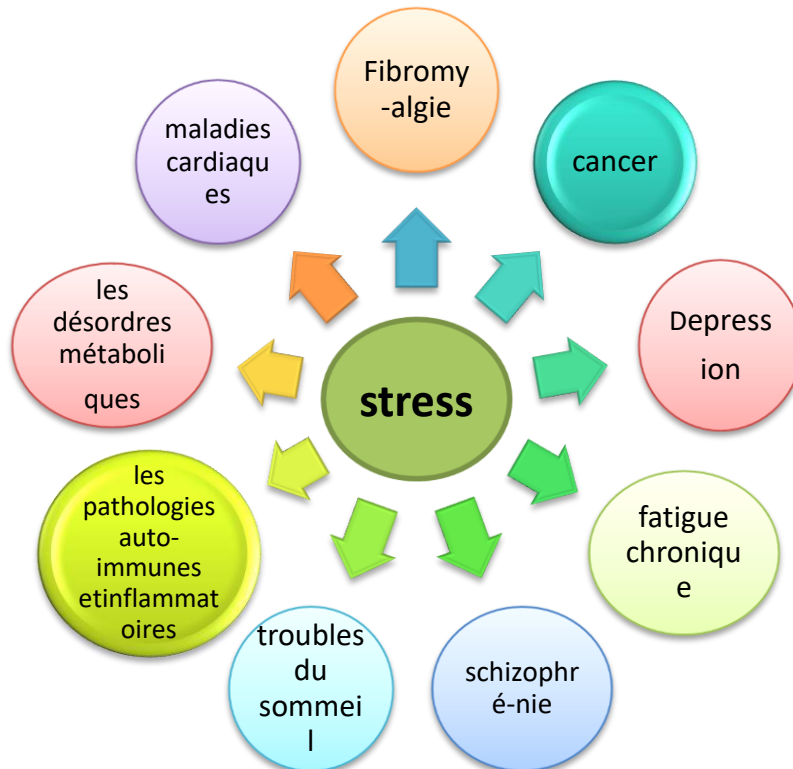 Fibromy
-algie
cancer
Depress
ion
fatigue
chroniqu
e
schizophr
é-nie
troubles
du
sommei
l
les
pathologies
auto-
immunes
etinflammat
oires
les
désordres
métaboli
ques
maladies
cardiaqu
es
stress